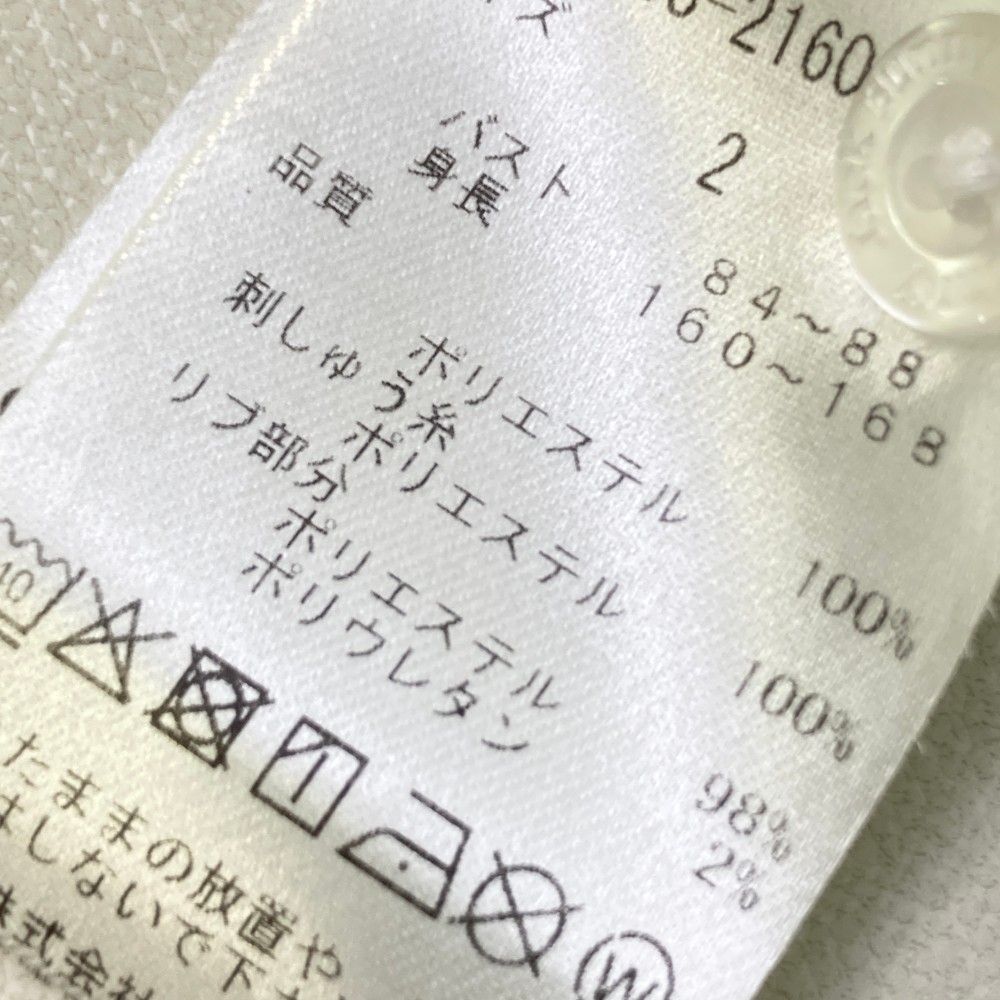 -2160
2
バスト 84~88
身長 160~168
品質
ポリエステル 100%
刺しゅう糸
ポリエステル 100%
リブ部分
ポリエステル 98%
ポリウレタン 2%
40
W
たままの放置や
はしないで下
株式会社